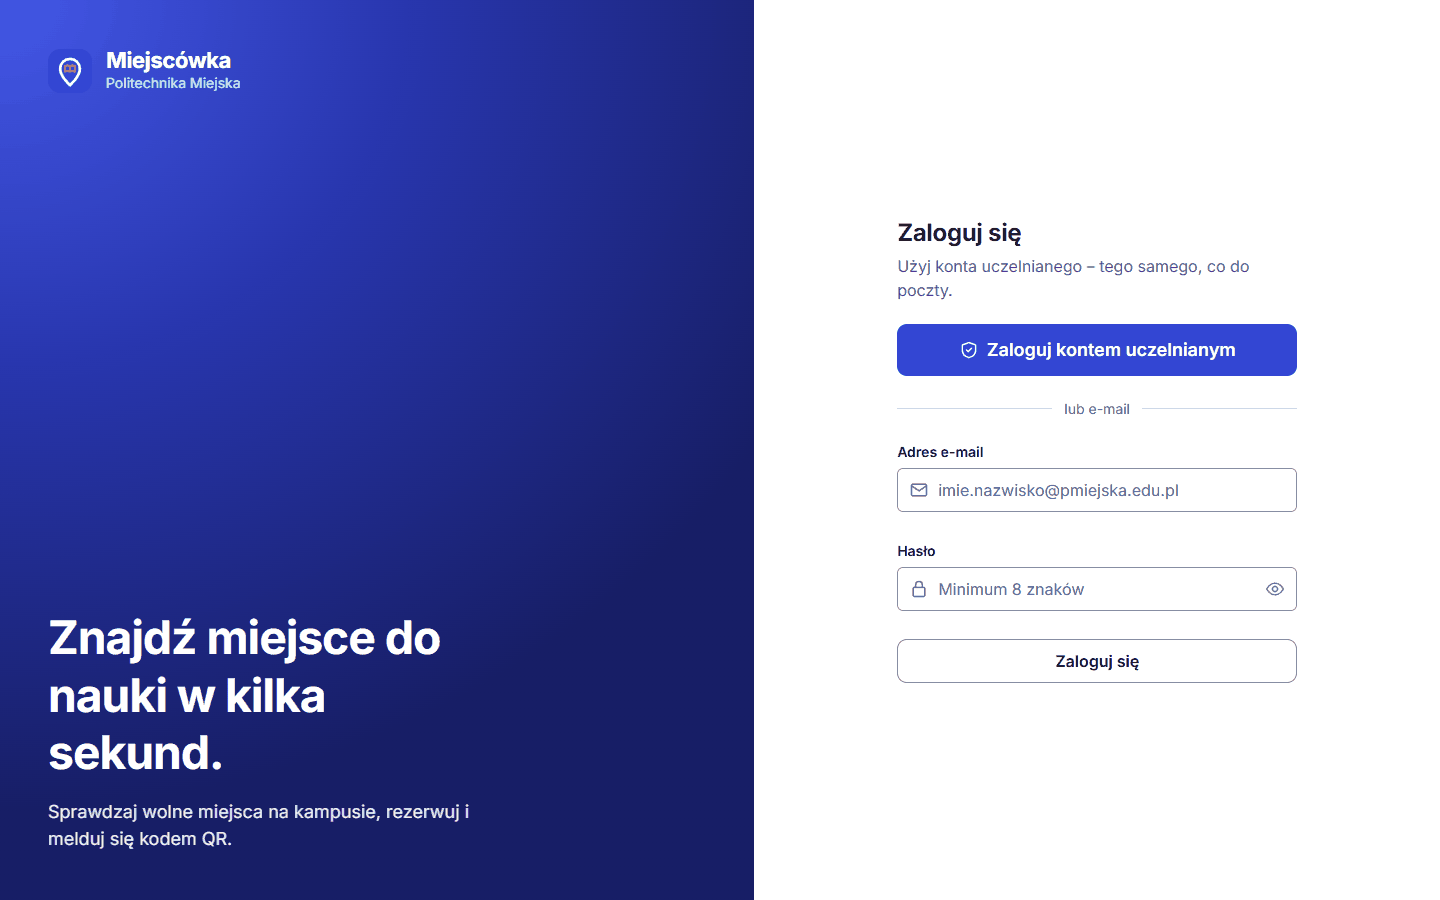 Miejscówka
Politechnika Miejska
Znajdź miejsce do
nauki w kilka
sekund.
Sprawdzaj wolne miejsca na kampusie, rezerwuj i
melduj się kodem QR.
Zaloguj się
Użyj konta uczelnianego – tego samego, co do
poczty.
Zaloguj kontem uczelnianym
lub e-mail
Adres e-mail
imie.nazwisko@pmiejska.edu.pl
Hasło
Minimum 8 znaków
Zaloguj się